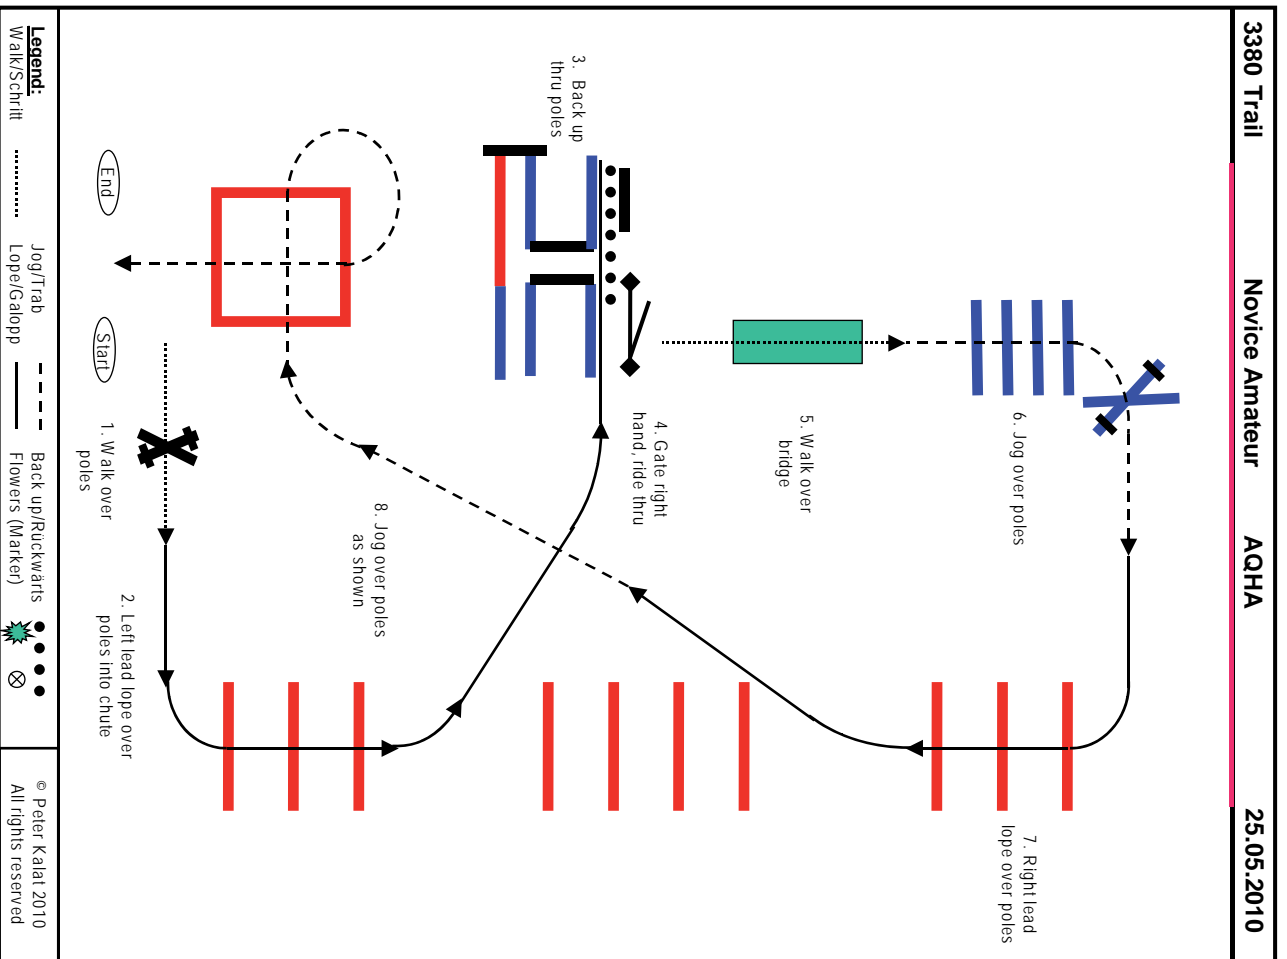 3380 Trail Novice Amateur AQHA 25.05.2010
3. Back up
thru poles
4. Gate right
hand, ride thru
5. Walk over
bridge
6. Jog over poles
7. Right lead
lope over poles
8. Jog over poles
as shown
End
Start
1. Walk over
poles
2. Left lead lope over
poles into chute
Legend:
Jog/Trab
Back up/Rückwärts
Walk/Schritt
Lope/Galopp
Flowers (Marker)
© Peter Kalat 2010
All rights reserved